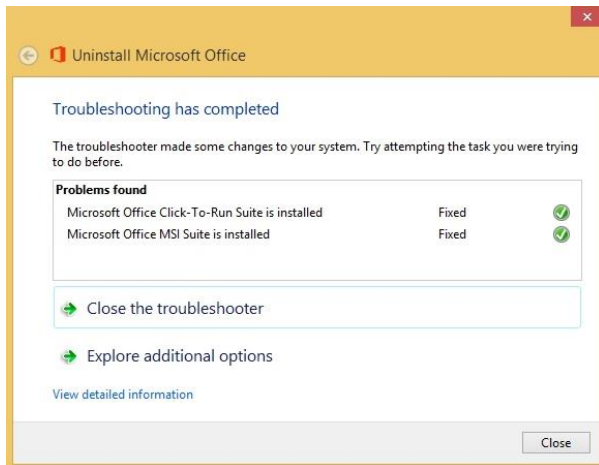 Uninstall Microsoft Office
Troubleshooting has completed
The troubleshooter made some changes to your system. Try attempting the task you were trying
to do before.
Problems found
Microsoft Office Click-To-Run Suite is installed Fixed
Microsoft Office MSI Suite is installed Fixed
Close the troubleshooter
Explore additional options
View detailed information
Close